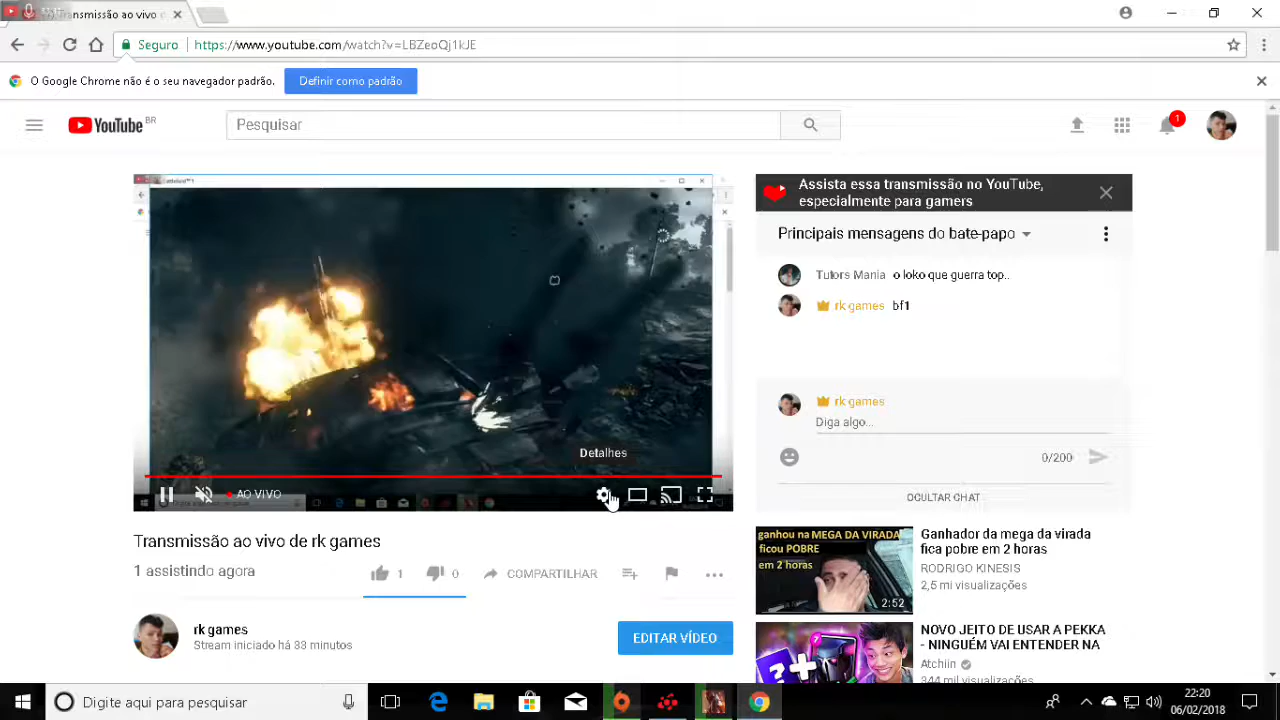 Transmissão ao vivo d
Seguro
https://www.youtube.com/watch?v=LBZeoQj1kJE
O Google Chrome não é o seu navegador padrão.
Definir como padrão
YouTube BR
Pesquisar
1
Detalhes
AO VIVO
Assista essa transmissão no YouTube,
especialmente para gamers
Principais mensagens do bate-papo
Tutors Mania o loko que guerra top..
rk games bf1
rk games
Diga algo...
0/200
OCULTAR CHAT
Transmissão ao vivo de rk games
1 assistindo agora
1
0
COMPARTILHAR
rk games
Stream iniciado há 33 minutos
EDITAR VÍDEO
ganhou na MEGA DA VIRADA
ficou POBRE
em 2 horas
2:52
Ganhador da mega da virada
fica pobre em 2 horas
RODRIGO KINESIS
2,5 mi visualizações
NOVO JEITO DE USAR A PEKKA
- NINGUÉM VAI ENTENDER NA
Atchiin
344 mil visualizações
Digite aqui para pesquisar
22:20
06/02/2018